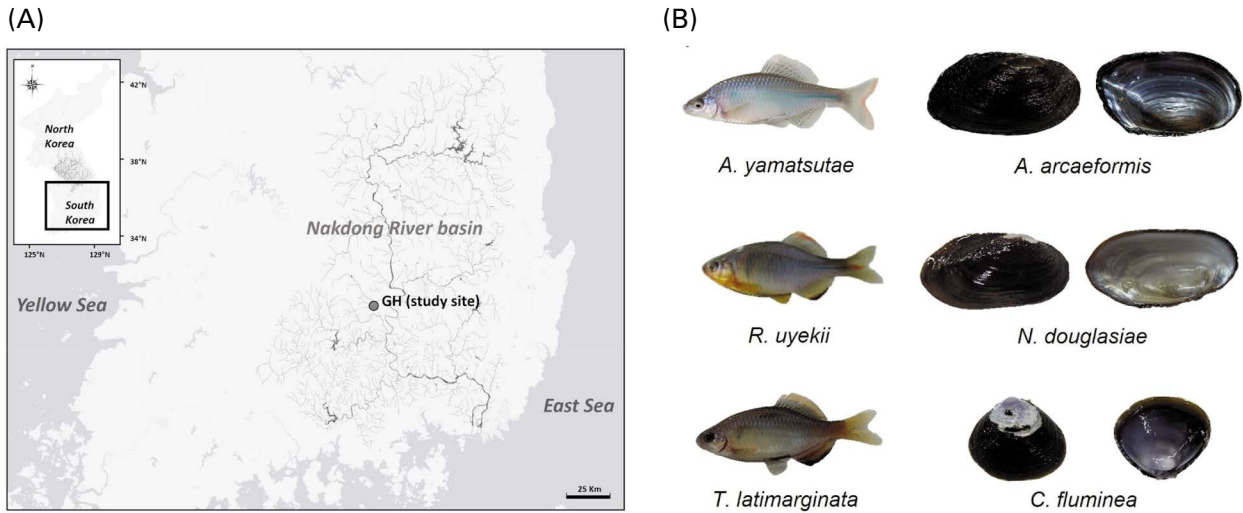 (A)
(B)
42°N
North
Korea
38°N
South
Korea
34°N
125°N
129°N
Nakdong River basin
GH (study site)
Yellow Sea
East Sea
25 Km
A. yamatsutae
A. arcaeformis
R. uyekii
N. douglasiae
T. latimarginata
C. fluminea